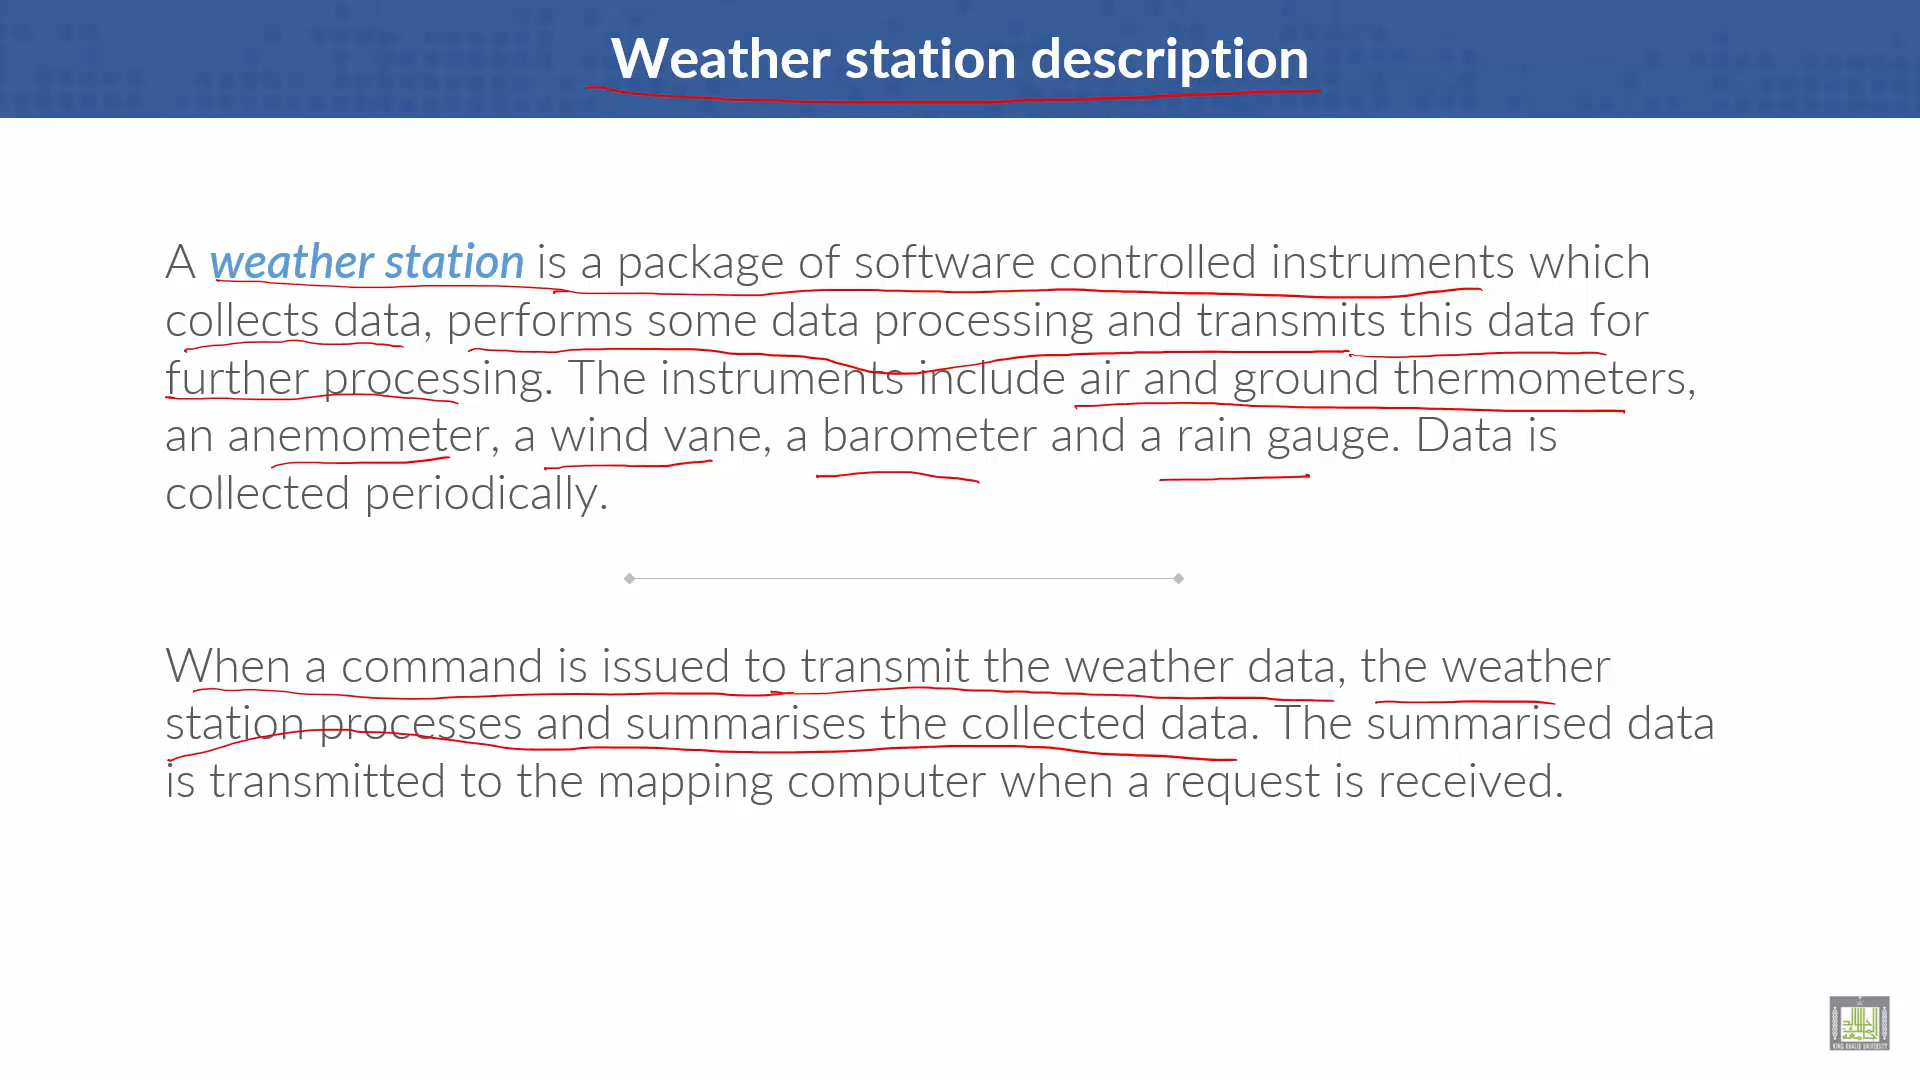 Weather station description
A weather station is a package of software controlled instruments which
collects data, performs some data processing and transmits this data for
further processing. The instruments include air and ground thermometers,
an anemometer, a wind vane, a barometer and a rain gauge. Data is
collected periodically.
When a command is issued to transmit the weather data, the weather
station processes and summarises the collected data. The summarised data
is transmitted to the mapping computer when a request is received.
KING KHALID UNIVERSITY